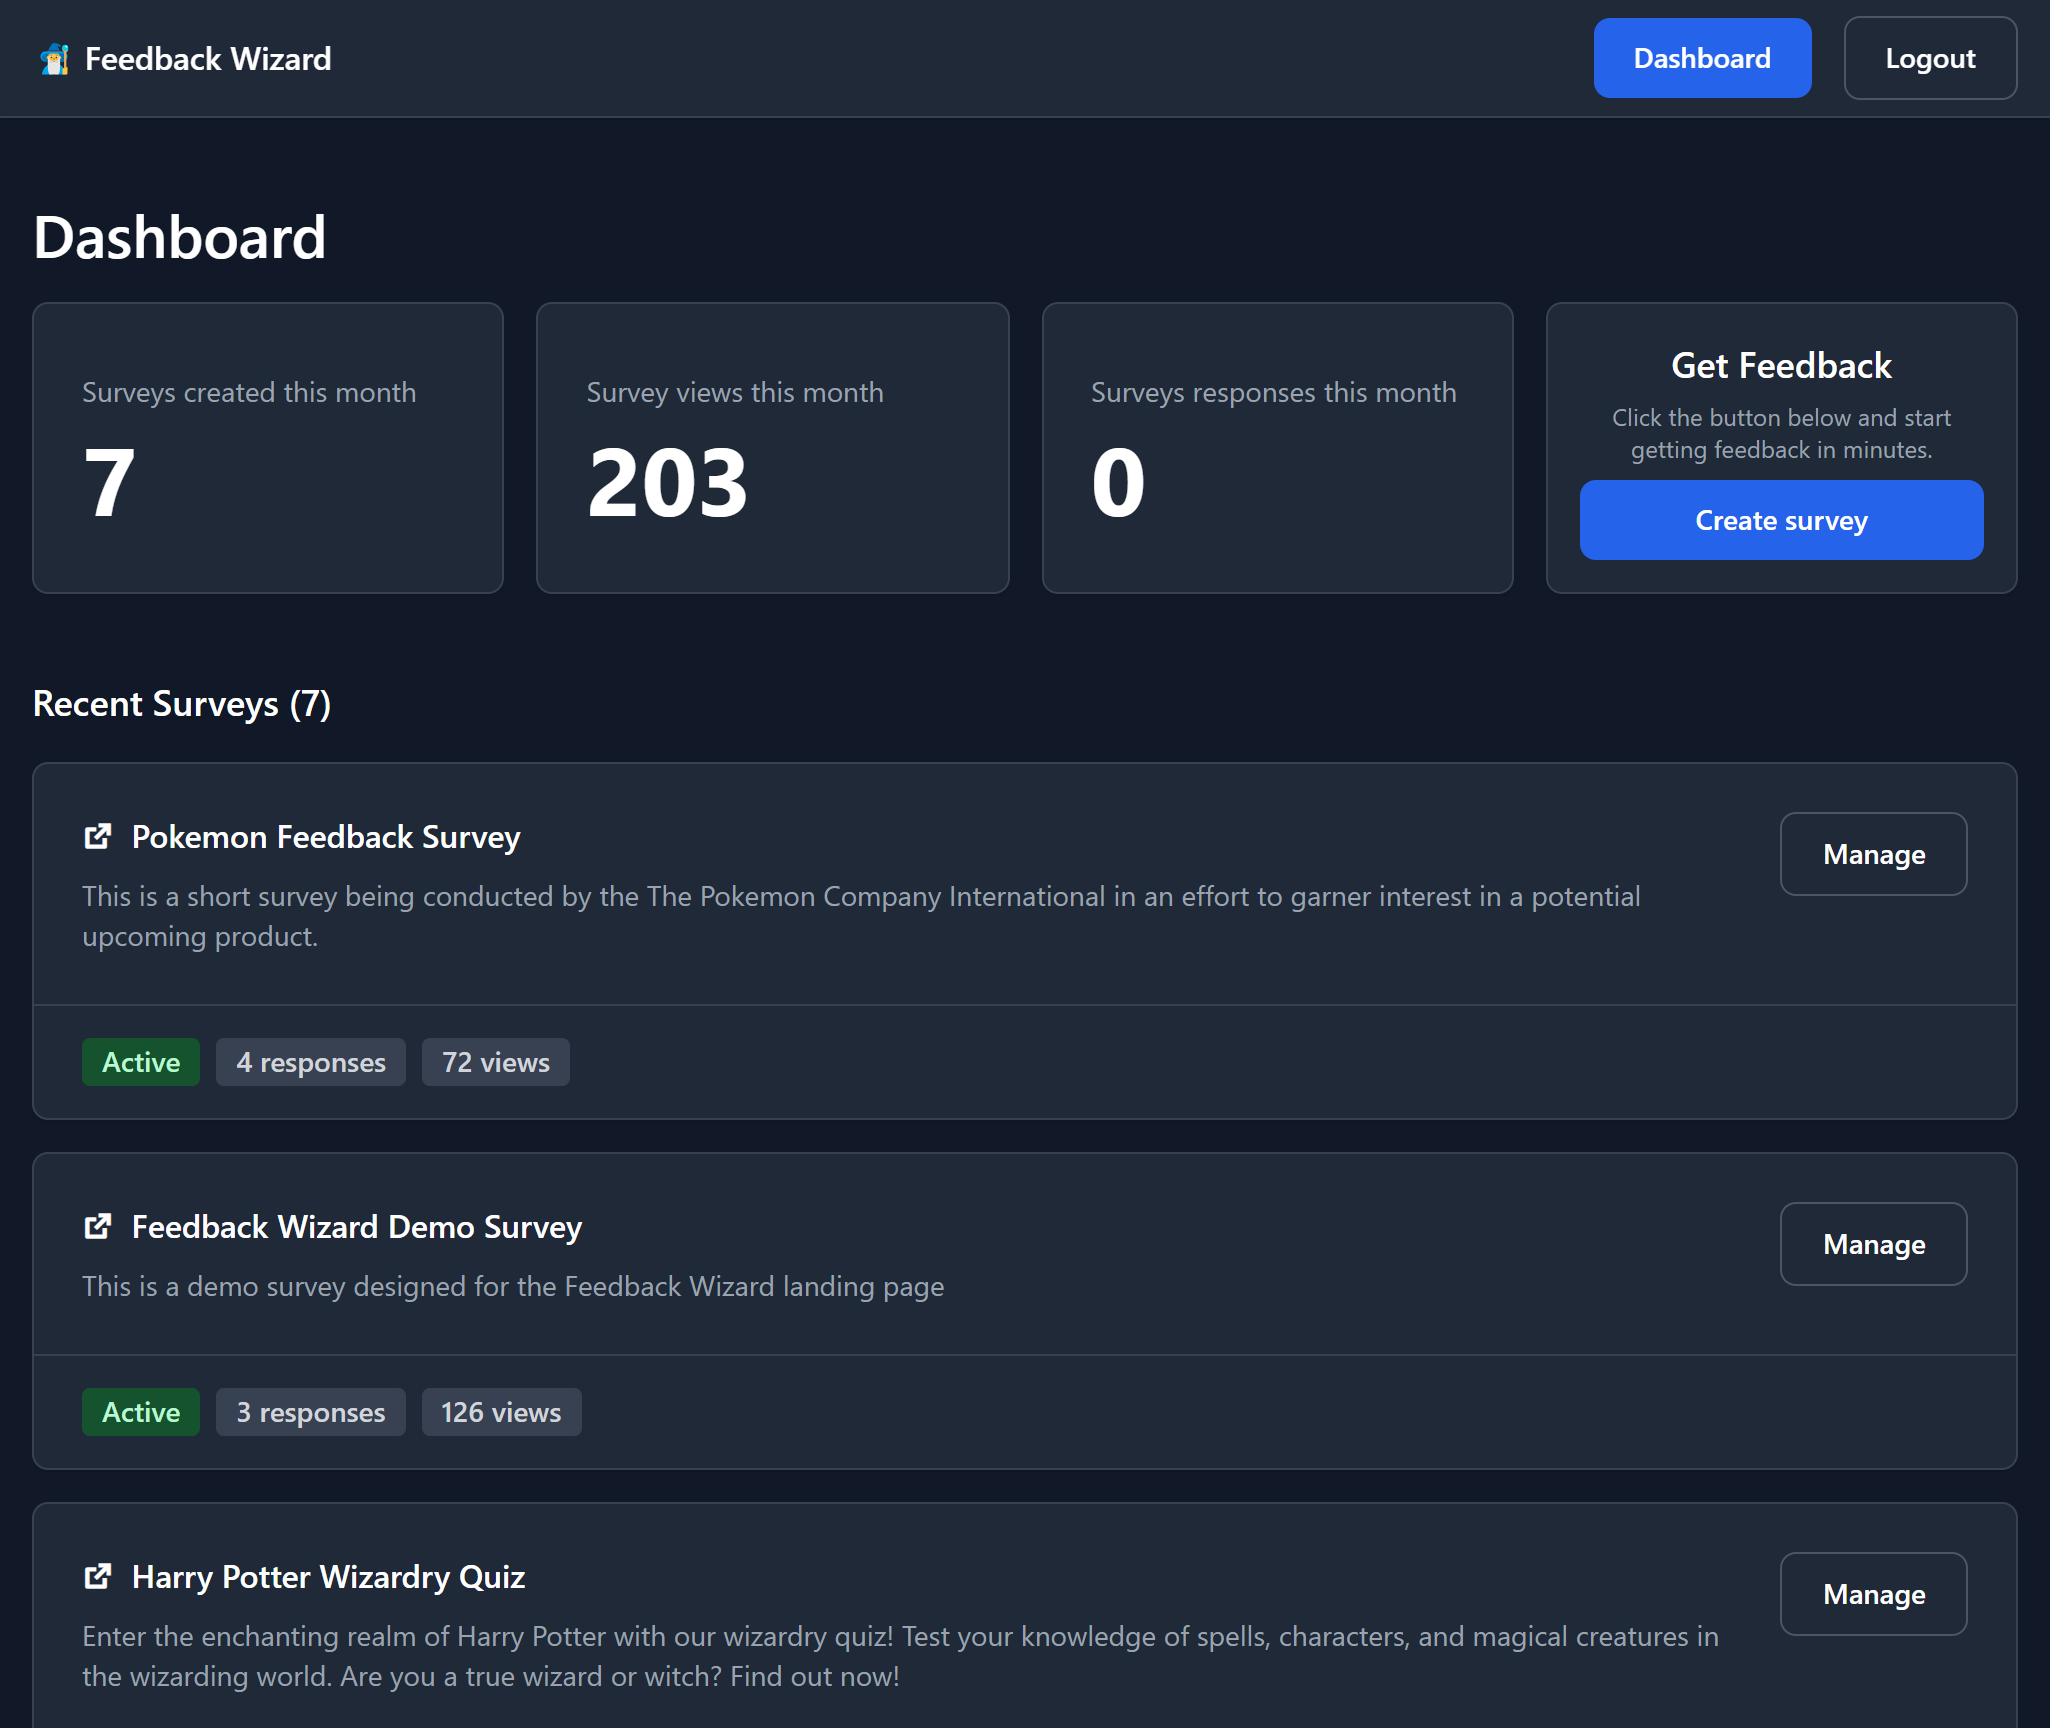 Feedback Wizard
Dashboard
Logout
Dashboard
Surveys created this month
7
Survey views this month
203
Surveys responses this month
0
Get Feedback
Click the button below and start
getting feedback in minutes.
Create survey
Recent Surveys (7)
Pokemon Feedback Survey
Manage
This is a short survey being conducted by the The Pokemon Company International in an effort to garner interest in a potential
upcoming product.
Active
4 responses
72 views
Feedback Wizard Demo Survey
Manage
This is a demo survey designed for the Feedback Wizard landing page
Active
3 responses
126 views
Harry Potter Wizardry Quiz
Manage
Enter the enchanting realm of Harry Potter with our wizardry quiz! Test your knowledge of spells, characters, and magical creatures in
the wizarding world. Are you a true wizard or witch? Find out now!